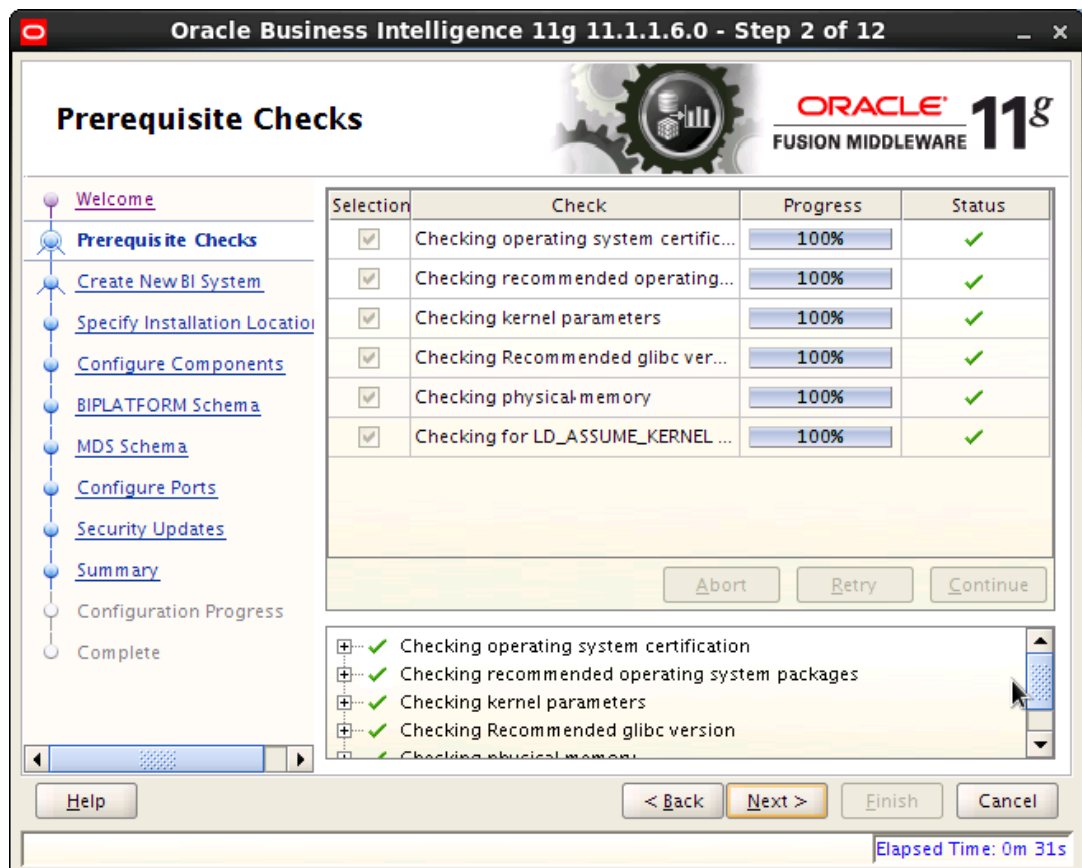 Oracle Business Intelligence 11g 11.1.1.6.0 - Step 2 of 12
Prerequisite Checks
ORACLE
FUSION MIDDLEWARE 11g
Welcome
Prerequisite Checks
Create New BI System
Specify Installation Locatio
Configure Components
BIPLATFORM Schema
MDS Schema
Configure Ports
Security Updates
Summary
Configuration Progress
Complete
Selection Check Progress Status
Checking operating system certific... 100%
Checking recommended operating... 100%
Checking kernel parameters 100%
Checking Recommended glibc ver... 100%
Checking physical memory 100%
Checking for LD_ASSUME_KERNEL ... 100%
Abort Retry Continue
Checking operating system certification
Checking recommended operating system packages
Checking kernel parameters
Checking Recommended glibc version
Checking physical memory
Help < Back Next > Finish Cancel
Elapsed Time: 0m 31s